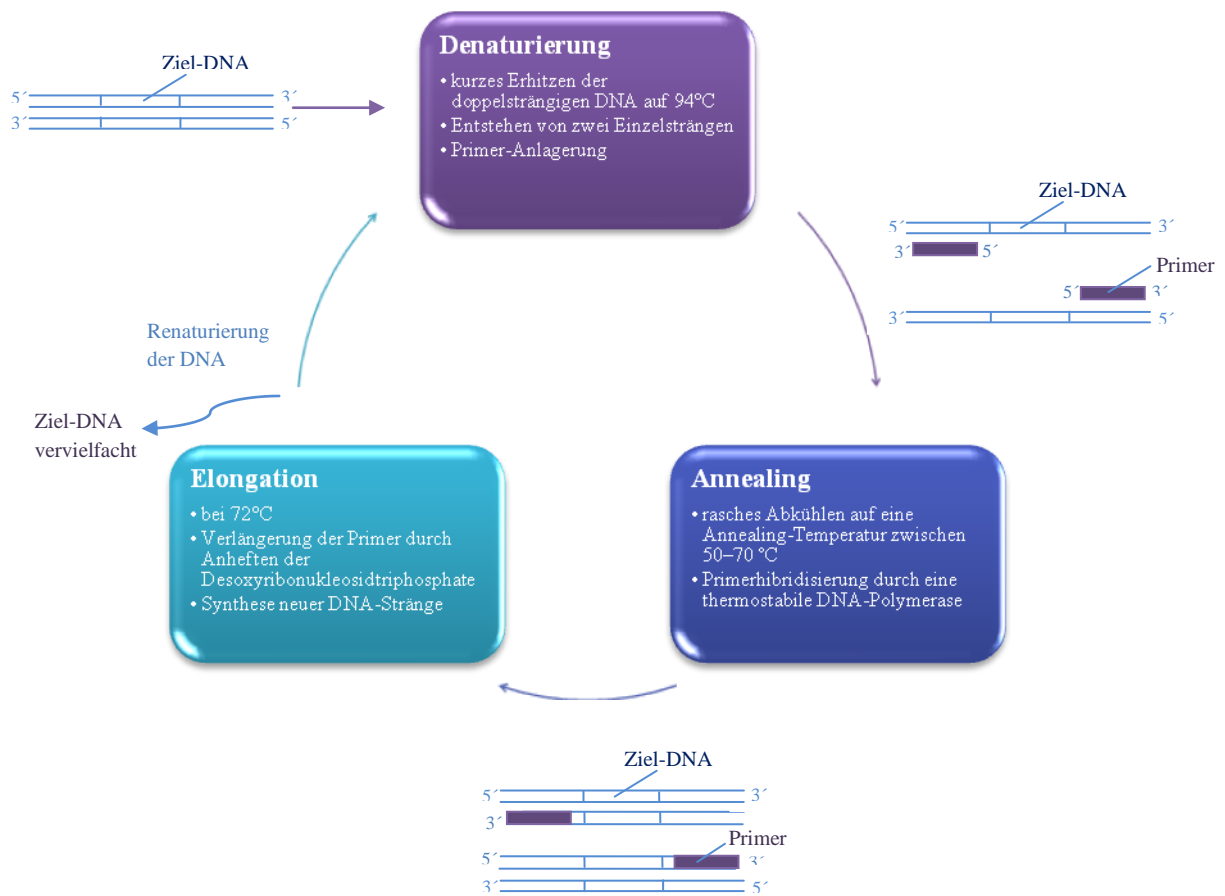 Denaturierung
• kurzes Erhitzen der
doppelsträngigen DNA auf 94°C
• Entstehen von zwei Einzelsträngen
• Primer-Anlagerung
Ziel-DNA
5´ 3´
3´ 5´
Ziel-DNA
5´ 3´
3´ 5´
Primer
5´ 3´
3´ 5´
Renaturierung
der DNA
Ziel-DNA
vervielfacht
Elongation
• bei 72°C
• Verlängerung der Primer durch
Anheften der
Desoxyribonukleosidtriphosphate
• Synthese neuer DNA-Stränge
Annealing
• rasches Abkühlen auf eine
Annealing-Temperatur zwischen
50–70 °C
• Primerhybridisierung durch eine
thermostabile DNA-Polymerase
Ziel-DNA
5´ 3´
3´
Primer
5´ 3´
3´ 5´